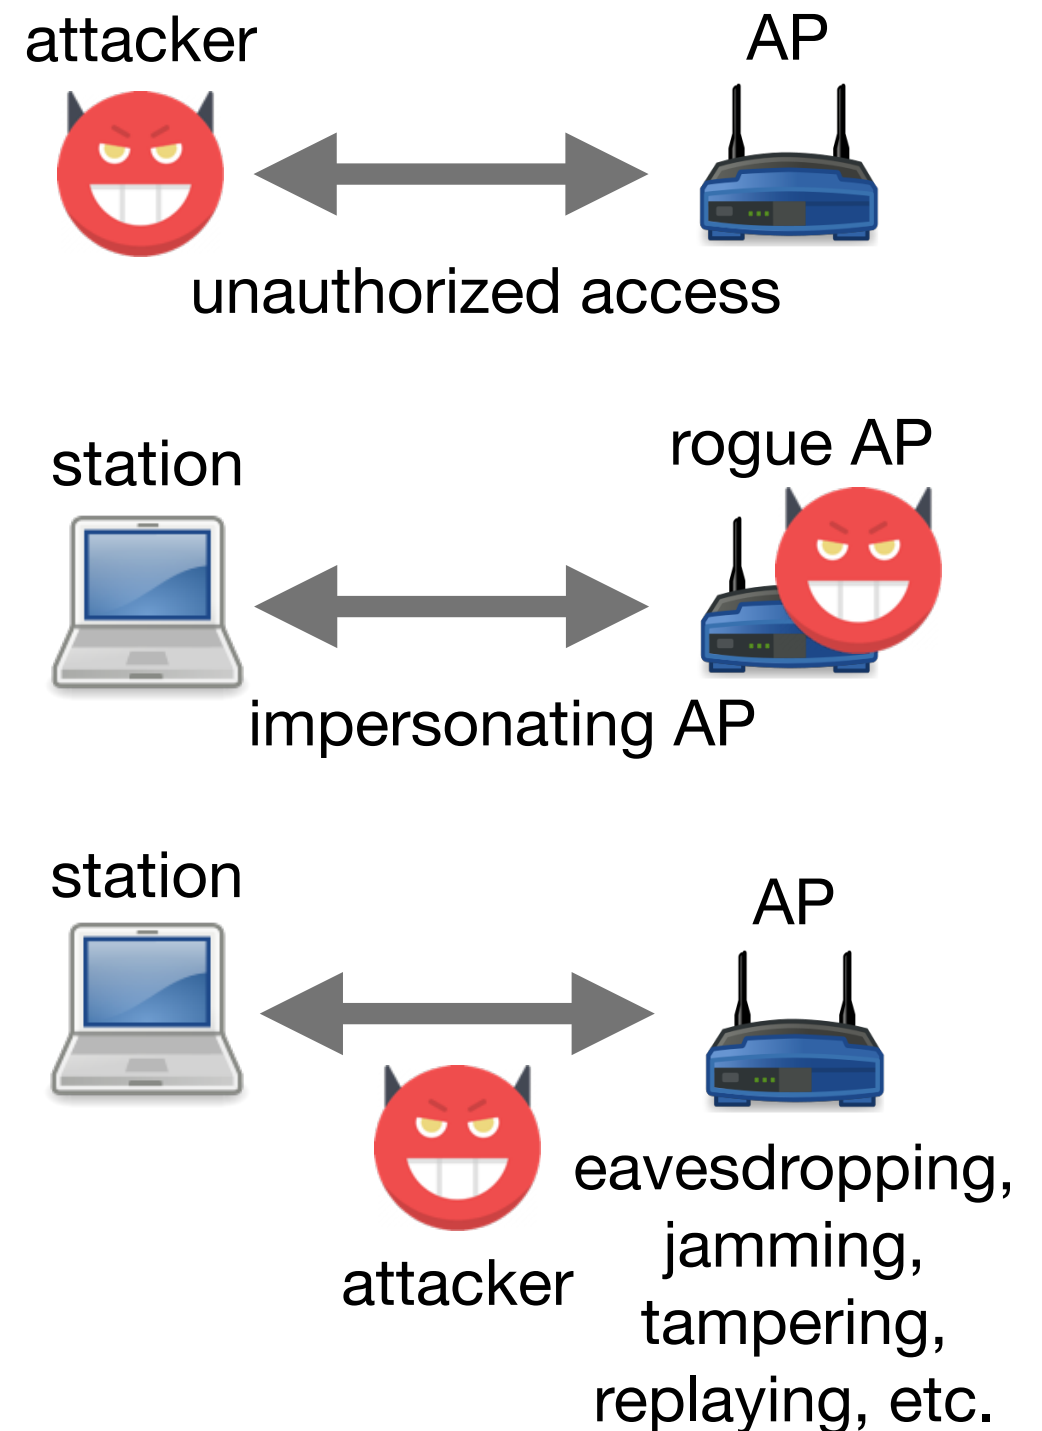 attacker
AP
unauthorized access
station
rogue AP
impersonating AP
station
AP
attacker
eavesdropping,
jamming,
tampering,
replaying, etc.